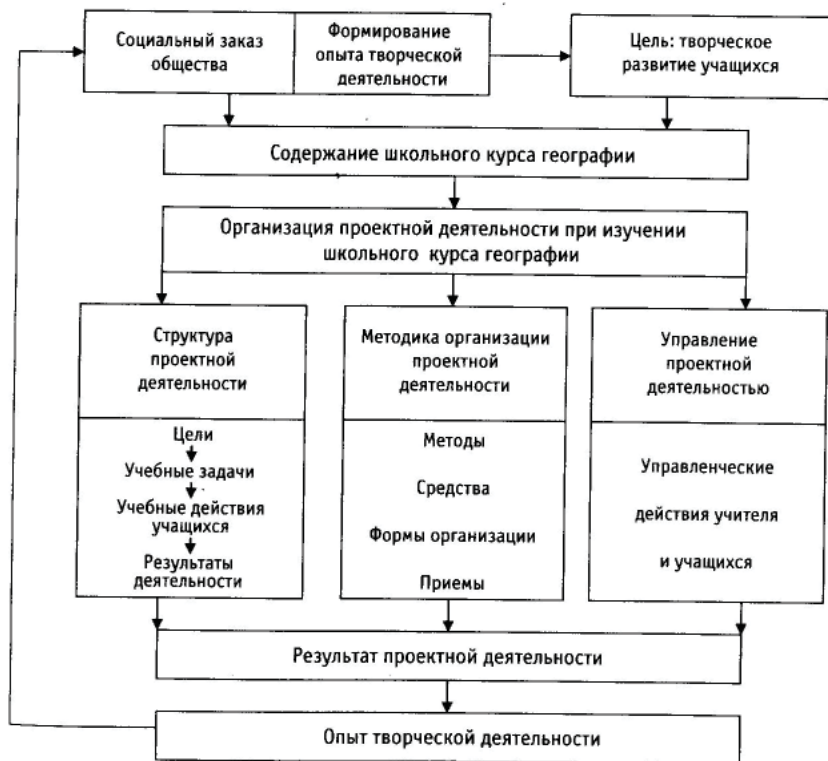 Социальный заказ
общества
Формирование
опыта творческой
деятельности
Цель: творческое
развитие учащихся
Содержание школьного курса географии
Организация проектной деятельности при изучении
школьного курса географии
Структура
проектной
деятельности
Методика организации
проектной
деятельности
Управление
проектной
деятельностью
Цели
Учебные задачи
Учебные действия
учащихся
Результаты
деятельности
Методы
Средства
Формы организации
Приемы
Управленческие
действия учителя
и учащихся
Результат проектной деятельности
Опыт творческой деятельности